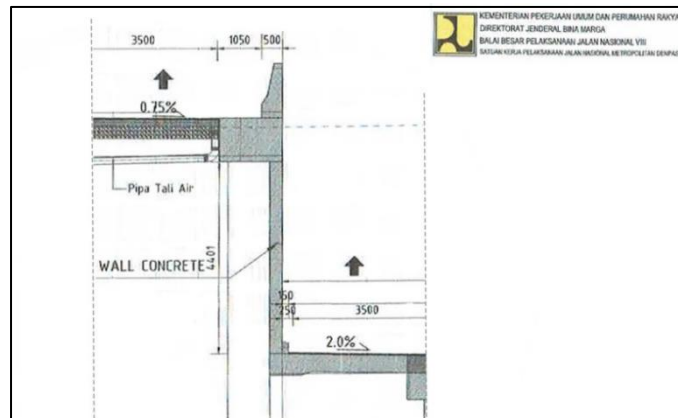 KEMENTERIAN PEKERJAAN UMUM DAN PERUMAHAN RAKYA
DIREKTORAT JENDERAL BINA MARGA
BALAI BESAR PELAKSANAAN JALAN NASIONAL VIII
SATUAN KERJA PELAKSANAAN JALAN NASIONAL METROPOLITAN DENPAS
3500 1050 500
0.75%
Pipa Tali Air
WALL CONCRETE
4401
150
250 3500
2.0%